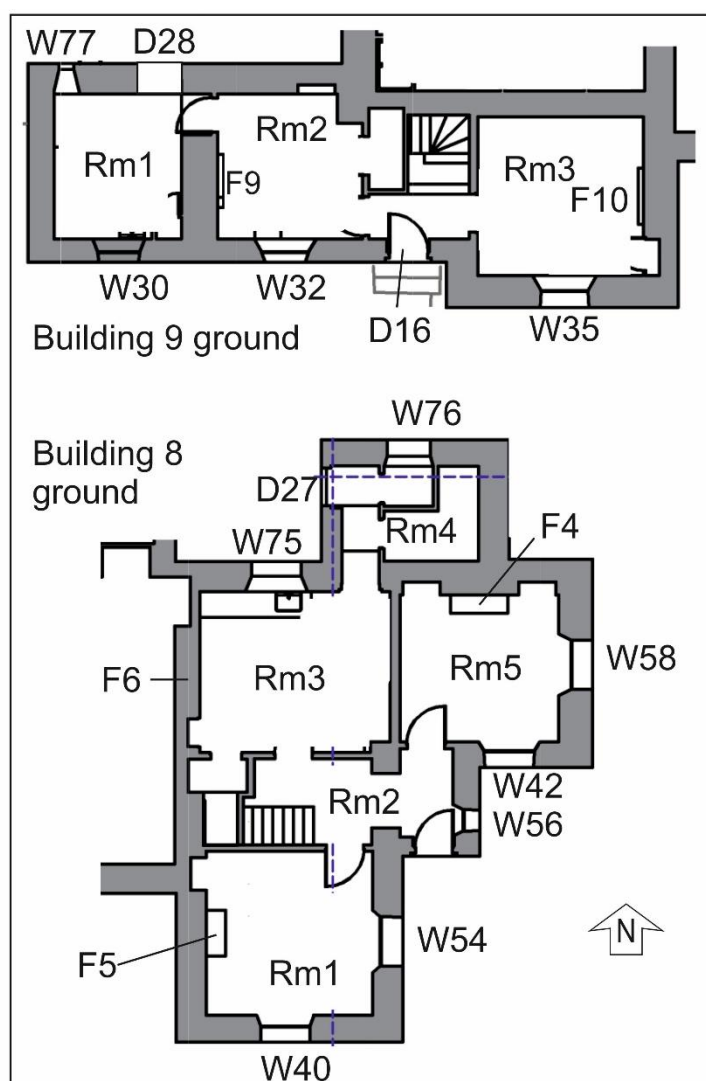 W77 D28
Rm1
Rm2
F9
Rm3
F10
W30
W32
D16
W35
Building 9 ground
Building 8
ground
W76
D27
Rm4
F4
W75
F6
Rm3
Rm5
W58
Rm2
W42
W56
F5
Rm1
W54
N
W40